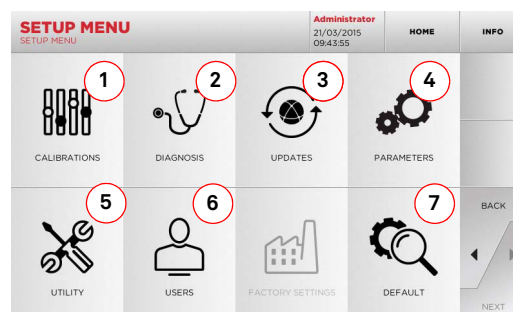 SETUP MENU
SETUP MENU
Administrator
21/03/2015
09:43:55
HOME
INFO
1
2
3
4
CALIBRATIONS
DIAGNOSIS
UPDATES
PARAMETERS
5
6
7
BACK
UTILITY
USERS
FACTORY SETTINGS
DEFAULT
NEXT